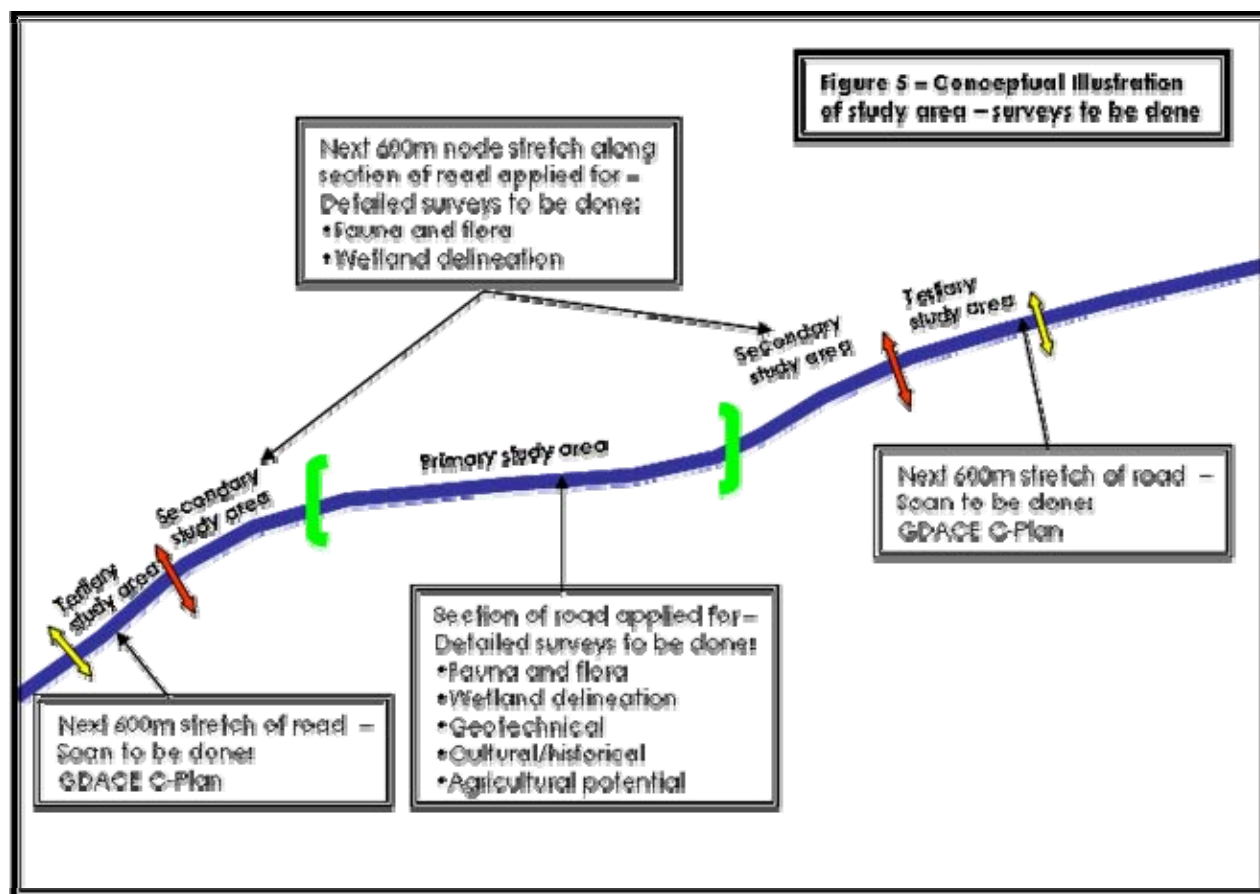 Figure 5 – Conceptual Illustration
of study area – surveys to be done
Next 600m node stretch along
section of road applied for –
Detailed surveys to be done:
•Fauna and flora
•Wetland delineation
Tertiary
study area
Secondary
study area
Primary study area
Secondary
study area
Tertiary
study area
Next 600m stretch of road –
Scan to be done:
GDACE C-Plan
Section of road applied for–
Detailed surveys to be done:
•Fauna and flora
•Wetland delineation
•Geotechnical
•Cultural/historical
•Agricultural potential
Next 600m stretch of road –
Scan to be done:
GDACE C-Plan